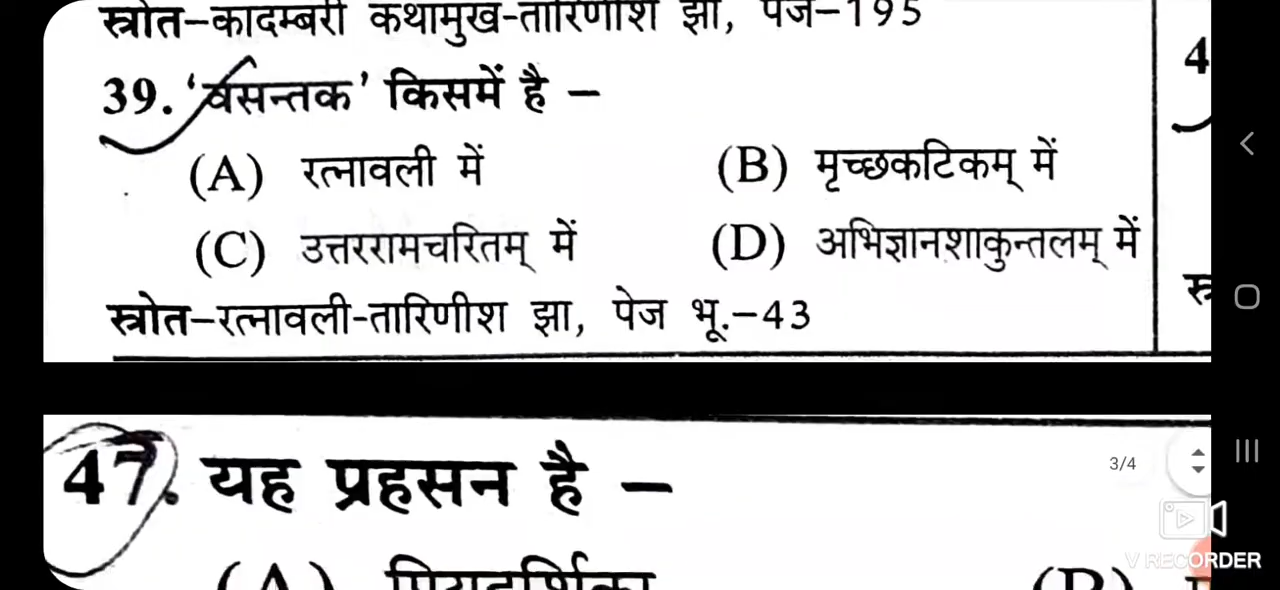 स्त्रोत–कादम्बरी कथामुख-तारिणीश झा, पेज–195
39. 'वसन्तक' किसमें है –
(A) रत्नावली में
(B) मृच्छकटिकम् में
(C) उत्तररामचरितम् में
(D) अभिज्ञानशाकुन्तलम् में
स्त्रोत–रत्नावली-तारिणीश झा, पेज भू.–43
4
47. यह प्रहसन है –
3/4
(A) प्रियदर्शिका
(B)
V RECORDER